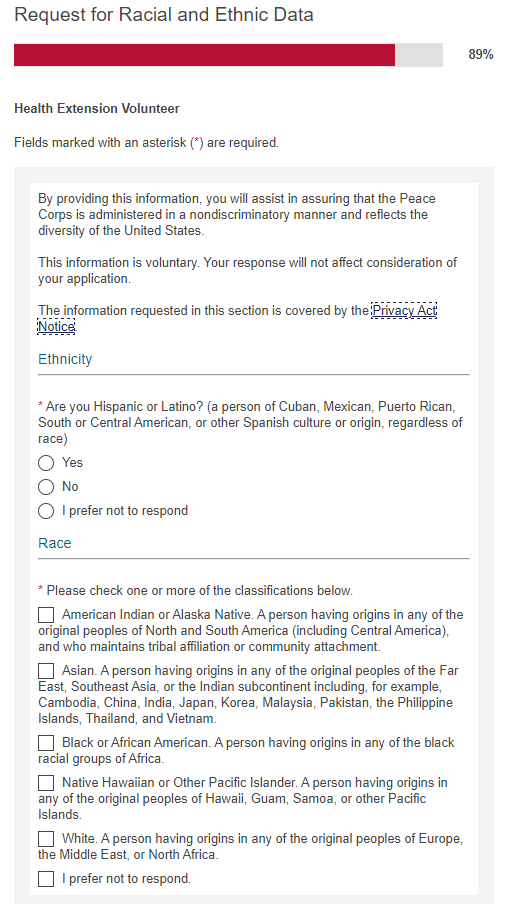 Request for Racial and Ethnic Data
89%
Health Extension Volunteer
Fields marked with an asterisk (*) are required.
By providing this information, you will assist in assuring that the Peace
Corps is administered in a nondiscriminatory manner and reflects the
diversity of the United States.
This information is voluntary. Your response will not affect consideration of
your application.
The information requested in this section is covered by the Privacy Act
Notice.
Ethnicity
* Are you Hispanic or Latino? (a person of Cuban, Mexican, Puerto Rican,
South or Central American, or other Spanish culture or origin, regardless of
race)
Yes
No
I prefer not to respond
Race
* Please check one or more of the classifications below.
American Indian or Alaska Native. A person having origins in any of the
original peoples of North and South America (including Central America),
and who maintains tribal affiliation or community attachment.
Asian. A person having origins in any of the original peoples of the Far
East, Southeast Asia, or the Indian subcontinent including, for example,
Cambodia, China, India, Japan, Korea, Malaysia, Pakistan, the Philippine
Islands, Thailand, and Vietnam.
Black or African American. A person having origins in any of the black
racial groups of Africa.
Native Hawaiian or Other Pacific Islander. A person having origins in
any of the original peoples of Hawaii, Guam, Samoa, or other Pacific
Islands.
White. A person having origins in any of the original peoples of Europe,
the Middle East, or North Africa.
I prefer not to respond.